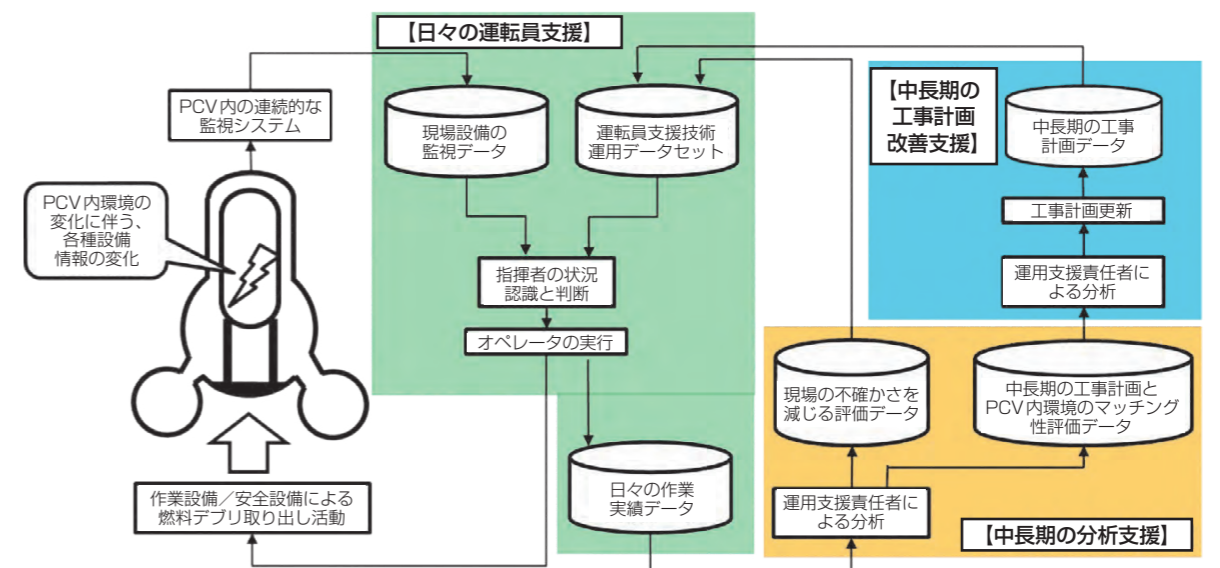 【日々の運転員支援】
PCV内の連続的な
監視システム
PCV内環境の
変化に伴う、
各種設備
情報の変化
現場設備の
監視データ
運転員支援技術
運用データセット
指揮者の状況
認識と判断
オペレータの実行
日々の作業
実績データ
作業設備／安全設備による
燃料デブリ取り出し活動
【中長期の
工事計画
改善支援】
中長期の工事
計画データ
工事計画更新
運用支援責任者に
よる分析
現場の不確かさを
減じる評価データ
中長期の工事計画と
PCV内環境のマッチング
性評価データ
運用支援責任者に
よる分析
【中長期の分析支援】